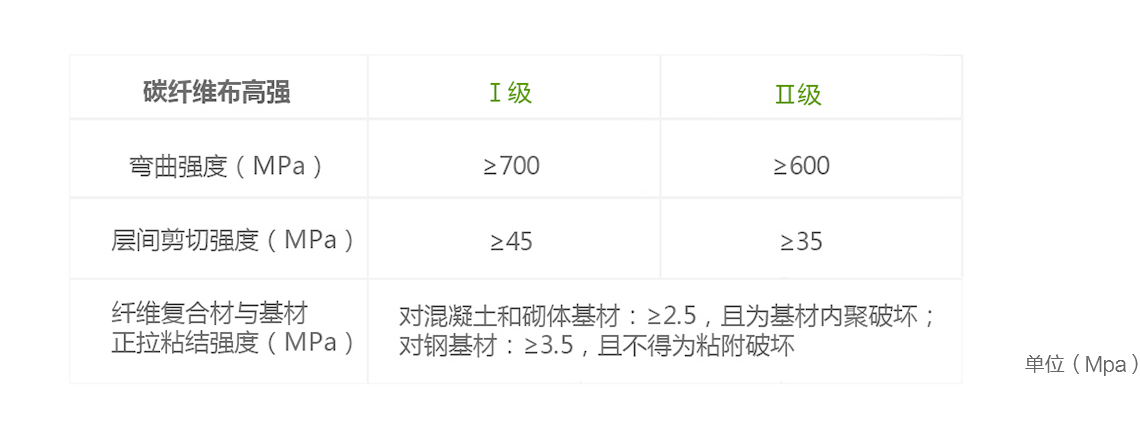 碳纤维布高强 Ⅰ级 Ⅱ级
弯曲强度（MPa） ≥700 ≥600
层间剪切强度（MPa） ≥45 ≥35
纤维复合材与基材
正拉粘结强度（MPa）
对混凝土和砌体基材：≥2.5，且为基材内聚破坏；
对钢基材：≥3.5，且不得为粘附破坏
单位（Mpa）